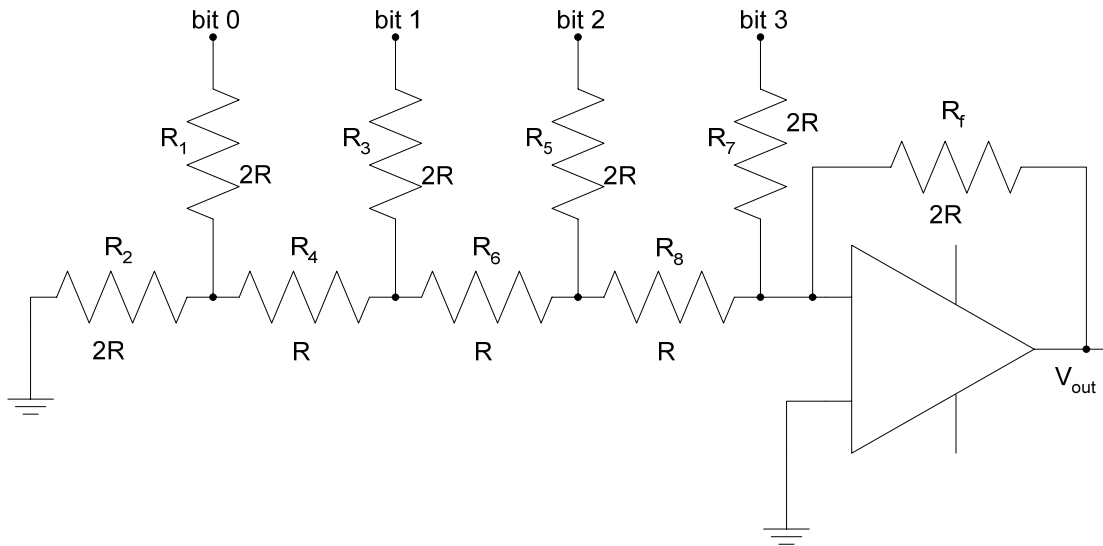 bit 0 bit 1 bit 2 bit 3
R1 2R R3 2R R5 2R R7 2R Rf
2R
R2 R4 R6 R8
2R R R R
Vout